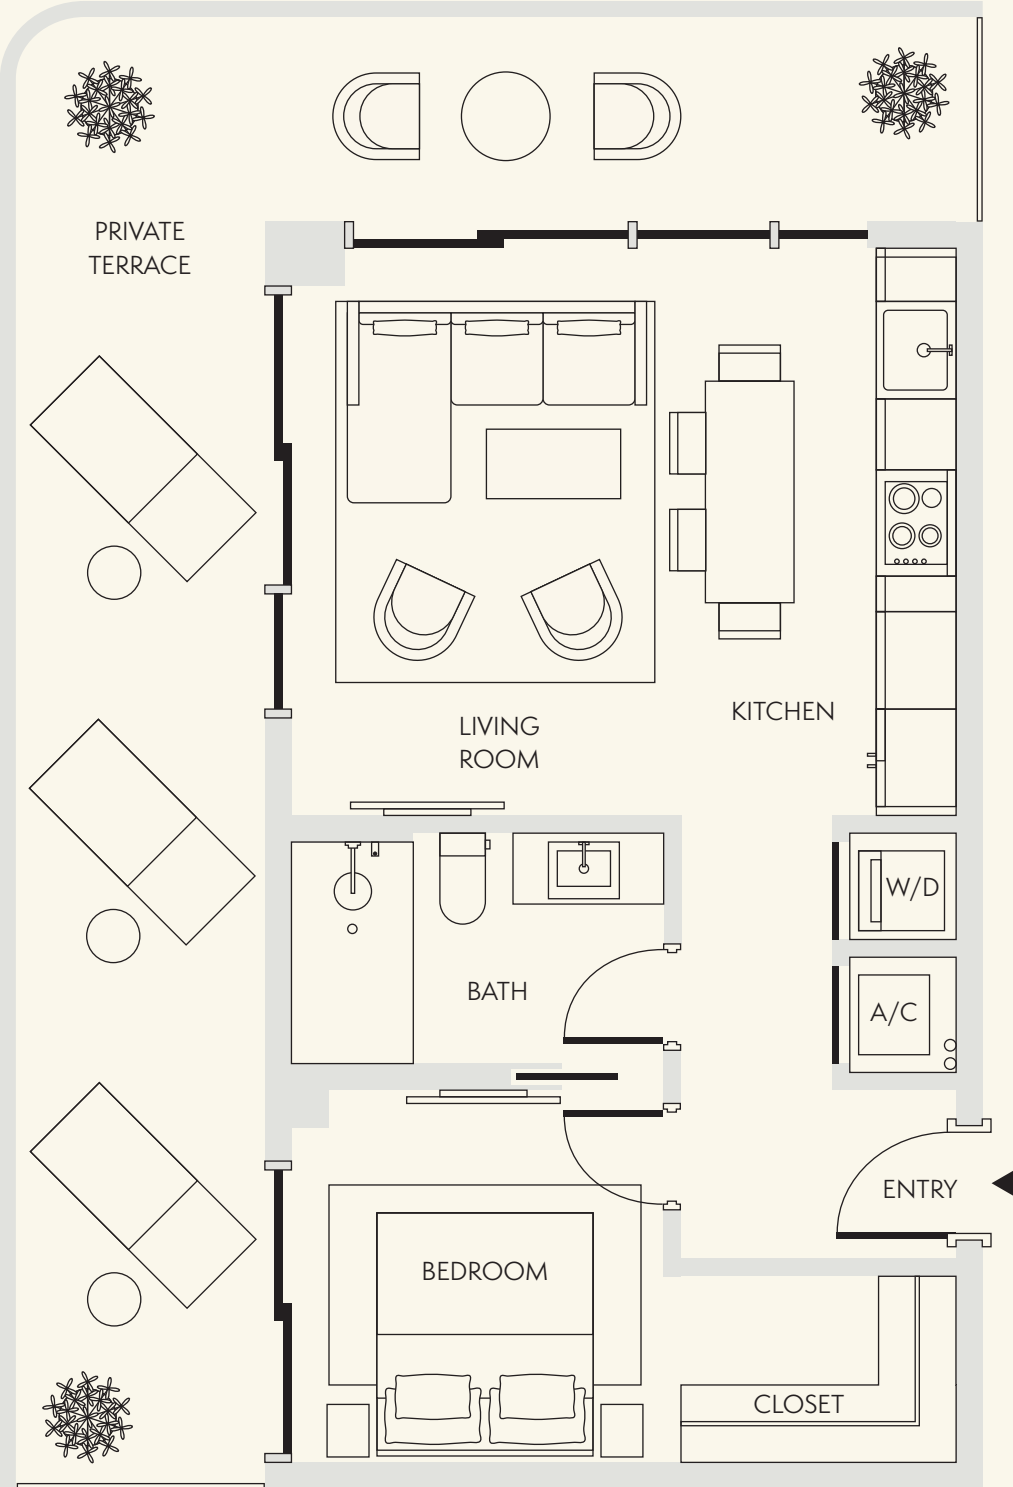 PRIVATE
TERRACE
LIVING
ROOM
KITCHEN
W/D
BATH
A/C
ENTRY
BEDROOM
CLOSET